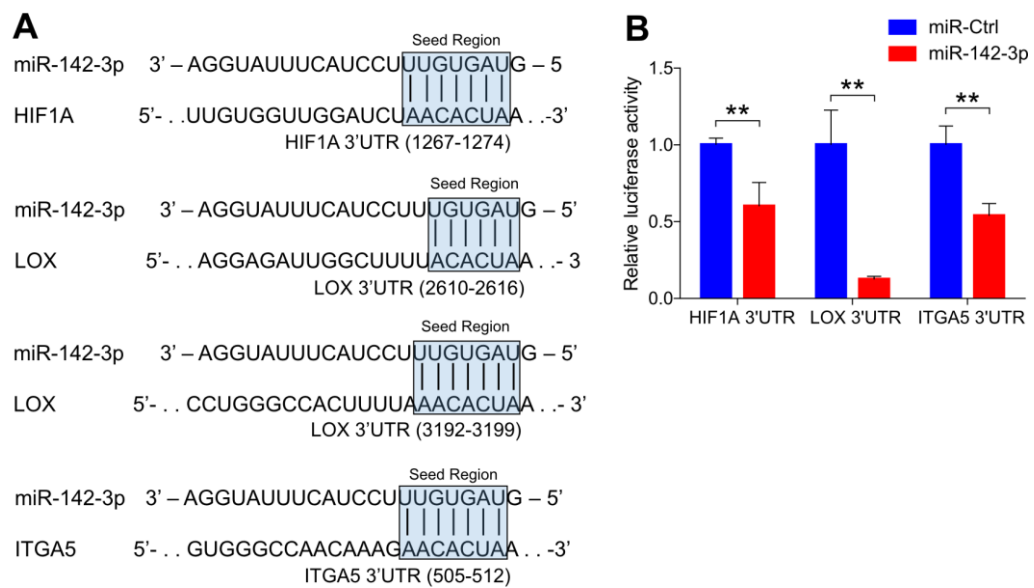 A
Seed Region
miR-142-3p 3' – AGGUAUUUCAUCCUUUGUGAUG – 5
HIF1A 5'- . . UUGUGGUUGGAUCUAACACUAA . .-3'
HIF1A 3'UTR (1267-1274)
Seed Region
miR-142-3p 3' – AGGUAUUUCAUCCUUUGUGAUG – 5'
LOX 5'- . . AGGAGAUUGGCUUUUACACUAA . .- 3
LOX 3'UTR (2610-2616)
Seed Region
miR-142-3p 3' – AGGUAUUUCAUCCUUUGUGAUG – 5'
LOX 5'- . . CCUGGGCCACUUUUAAACACUAA . .- 3'
LOX 3'UTR (3192-3199)
Seed Region
miR-142-3p 3' – AGGUAUUUCAUCCUUUGUGAUG – 5'
ITGA5 5'- . . GUGGGCCAACAAAGAACACUAA . .-3'
ITGA5 3'UTR (505-512)
B
miR-Ctrl
miR-142-3p
Relative luciferase activity
1.5
1.0
0.5
0.0
** ** **
HIF1A 3'UTR LOX 3'UTR ITGA5 3'UTR